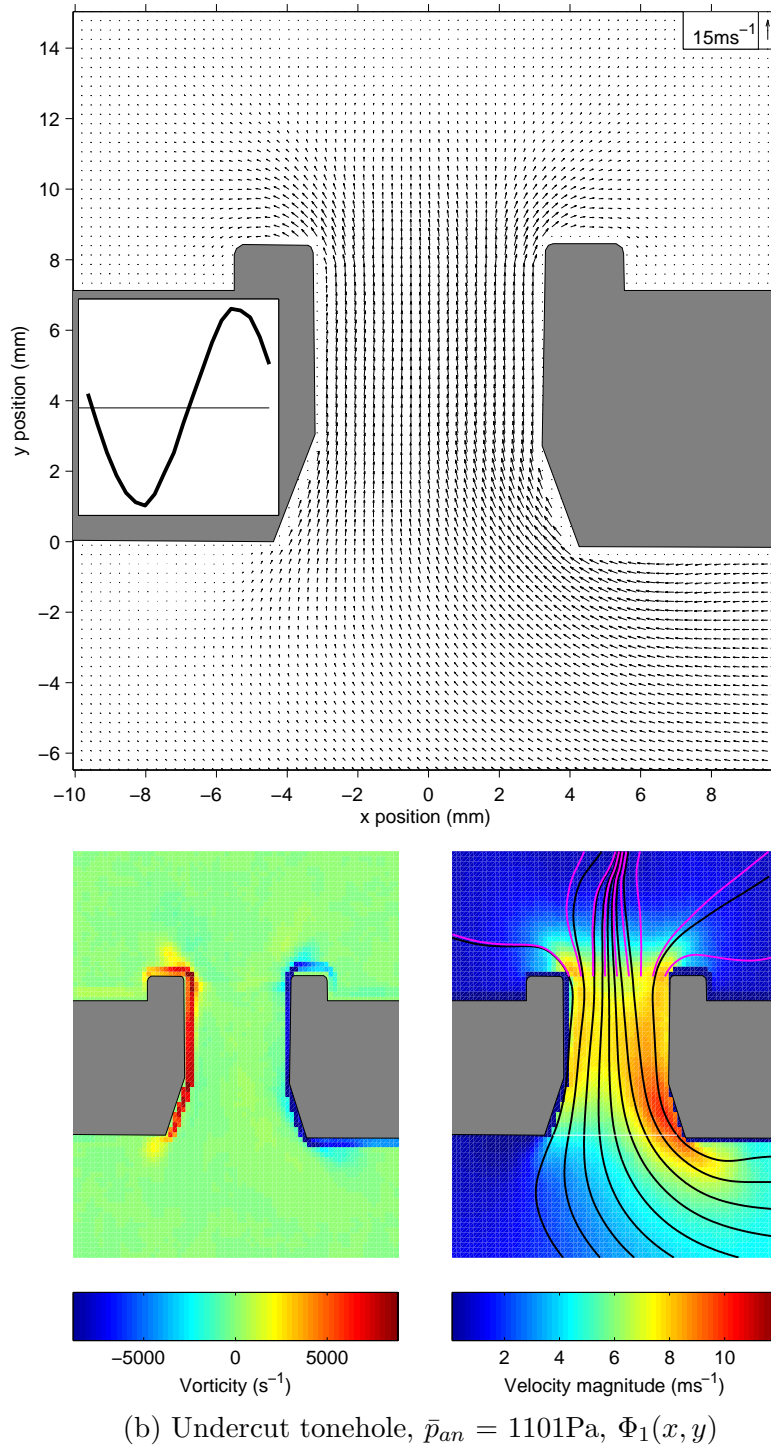 15ms⁻¹
14
12
10
8
6
4
2
0
−2
−4
−6
y position (mm)
−10 −8 −6 −4 −2 0 2 4 6 8
x position (mm)
−5000 0 5000
Vorticity (s⁻¹)
2 4 6 8 10
Velocity magnitude (ms⁻¹)
(b) Undercut tonehole, p̄ₐₙ = 1101Pa, Φ₁(x, y)